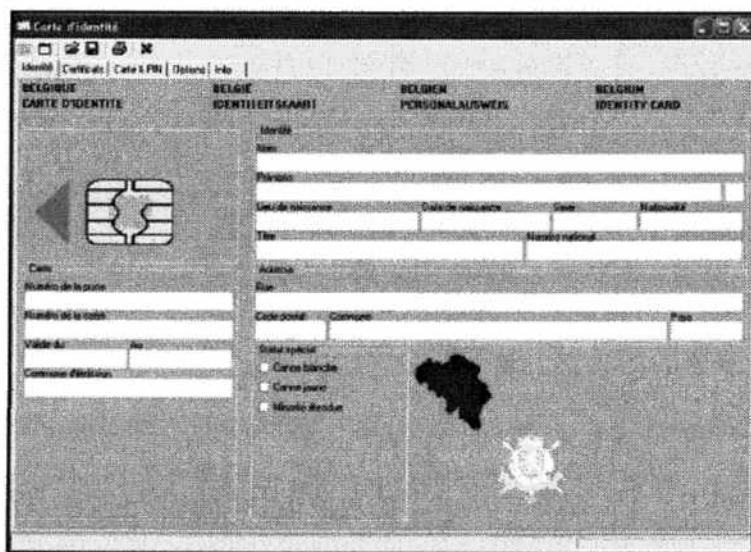 Carte d'identité
Identité Certificats Carte & PIN Options Info
BELGIQUE BELGIË BELGIEN BELGIUM
CARTE D'IDENTITE IDENTITEITSKAART PERSONALAUSWEIS IDENTITY CARD
Identité
Nom
Prénoms
Lieu de naissance Date de naissance Sexe Nationalité
Titre Numéro national
Carte
Numéro de la puce
Numéro de la carte
Valide du Au
Commune d'émission
Adresse
Rue
Code postal Commune Pays
Statut spécial
Canne blanche
Canne jaune
Minorité étendue